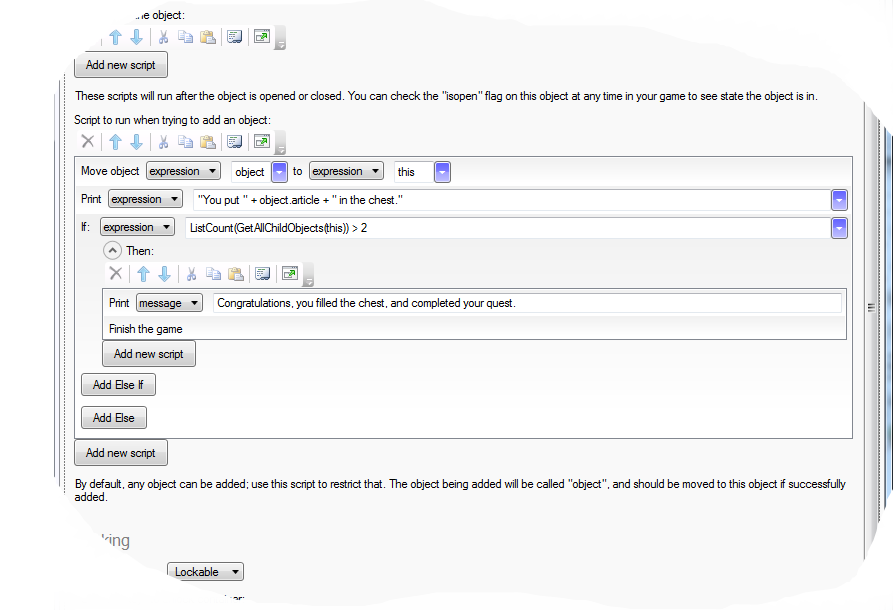 the object:
Add new script
These scripts will run after the object is opened or closed. You can check the "isopen" flag on this object at any time in your game to see state the object is in.
Script to run when trying to add an object:
Move object expression object to expression this
Print expression "You put " + object.article + " in the chest."
If: expression ListCount(GetAllChildObjects(this)) > 2
Then:
Print message Congratulations, you filled the chest, and completed your quest.
Finish the game
Add new script
Add Else If
Add Else
Add new script
By default, any object can be added; use this script to restrict that. The object being added will be called "object", and should be moved to this object if successfully
added.
king
Lockable